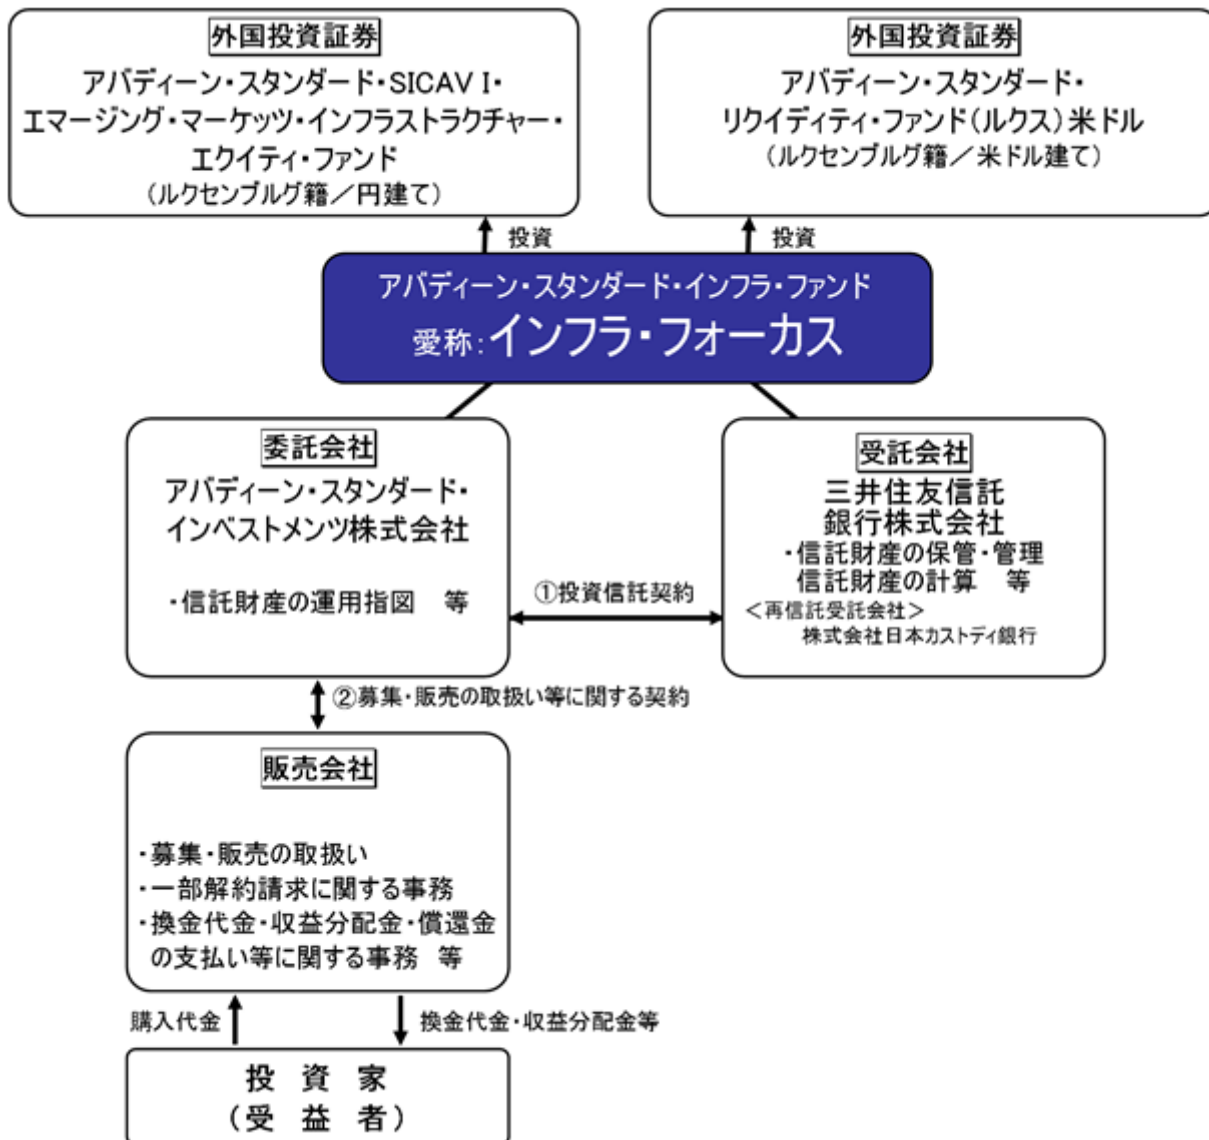 外国投資証券
アバディーン・スタンダード・SICAV I・
エマージング・マーケッツ・インフラストラクチャー・
エクイティ・ファンド
(ルクセンブルグ籍/円建て)
外国投資証券
アバディーン・スタンダード・
リクイディティ・ファンド(ルクス)米ドル
(ルクセンブルグ籍/米ドル建て)
投資
投資
アバディーン・スタンダード・インフラ・ファンド
愛称:インフラ・フォーカス
委託会社
アバディーン・スタンダード・
インベストメンツ株式会社
・信託財産の運用指図 等
①投資信託契約
受託会社
三井住友信託
銀行株式会社
・信託財産の保管・管理
信託財産の計算 等
<再信託受託会社>
株式会社日本カストディ銀行
②募集・販売の取扱い等に関する契約
販売会社
・募集・販売の取扱い
・一部解約請求に関する事務
・換金代金・収益分配金・償還金
の支払い等に関する事務 等
購入代金
換金代金・収益分配金等
投 資 家
(受 益 者)